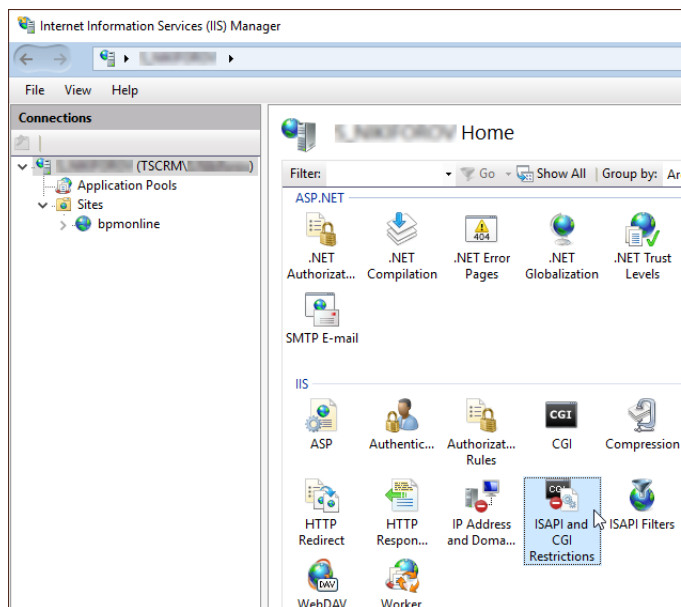 Internet Information Services (IIS) Manager
File View Help
Connections
(TSCRM\ )
Application Pools
Sites
bpmonline
Home
Filter: Go Show All Group by: Ar
ASP.NET
.NET Authorizat...
.NET Compilation
.NET Error Pages
.NET Globalization
.NET Trust Levels
SMTP E-mail
IIS
ASP
Authentic...
Authorizat... Rules
CGI
Compression
HTTP Redirect
HTTP Respon...
IP Address and Doma...
ISAPI and CGI Restrictions
ISAPI Filters
WebDAV
Worker
404
CGI
DAV